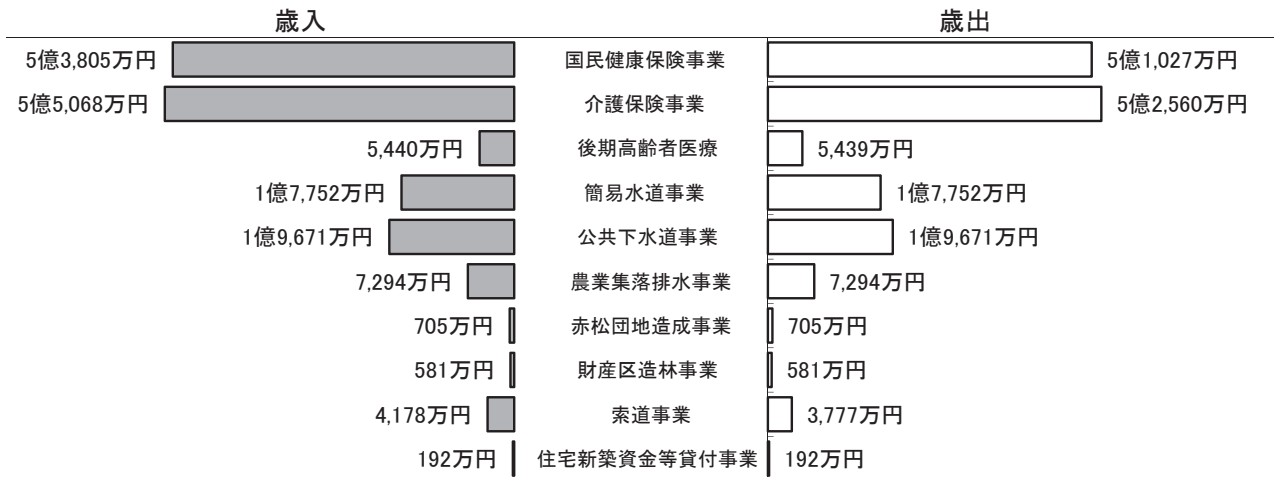 歳入 歳出
5億3,805万円 国民健康保険事業 5億1,027万円
5億5,068万円 介護保険事業 5億2,560万円
5,440万円 後期高齢者医療 5,439万円
1億7,752万円 簡易水道事業 1億7,752万円
1億9,671万円 公共下水道事業 1億9,671万円
7,294万円 農業集落排水事業 7,294万円
705万円 赤松団地造成事業 705万円
581万円 財産区造林事業 581万円
4,178万円 索道事業 3,777万円
192万円 住宅新築資金等貸付事業 192万円